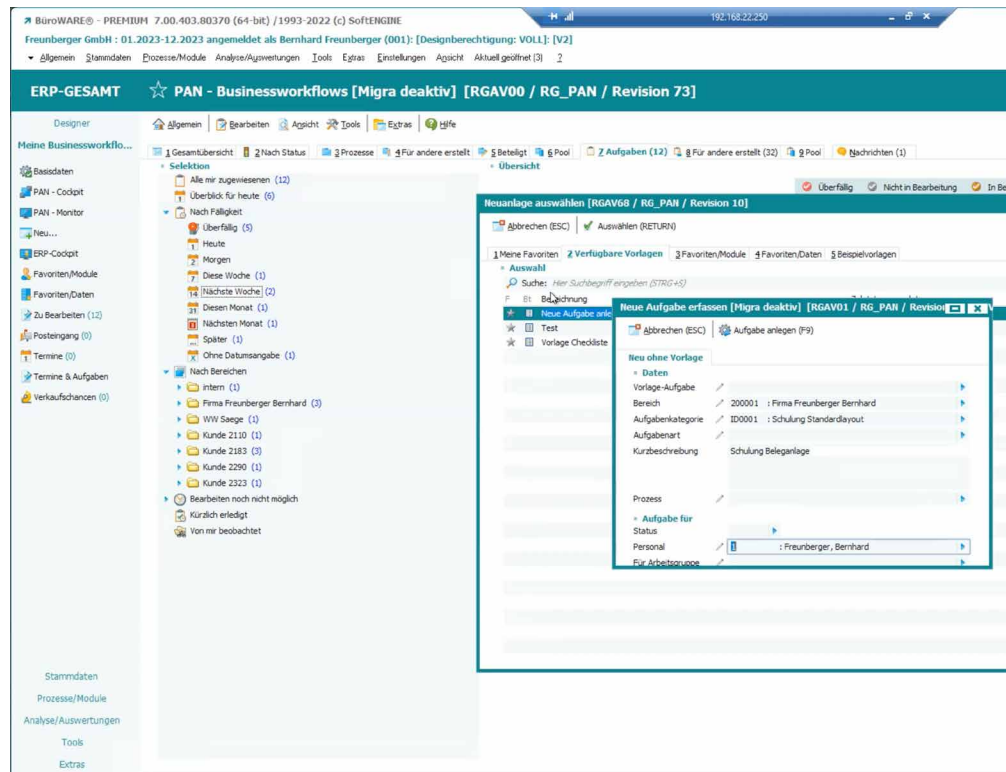 BüroWARE® - PREMIUM 7.00.403.80370 (64-bit) /1993-2022 (c) SoftENGINE
192.168.22.250
Freunberger GmbH : 01.2023-12.2023 angemeldet als Bernhard Freunberger (001): [Designberechtigung: VOLL]: [V2]
Allgemein Stammdaten Prozesse/Module Analyse/Auswertungen Tools Extras Einstellungen Ansicht Aktuell geöffnet (3) ?
ERP-GESAMT
PAN - Businessworkflows [Migra deaktiv] [RGAV00 / RG_PAN / Revision 73]
Designer
Allgemein Bearbeiten Ansicht Tools Extras Hilfe
Meine Businessworkflo...
1 Gesamtübersicht 2 Nach Status 3 Prozesse 4 Für andere erstellt 5 Beteiligt 6 Pool 7 Aufgaben (12) 8 Für andere erstellt (32) 9 Pool Nachrichten (1)
Basisdaten
PAN - Cockpit
PAN - Monitor
Neu...
ERP-Cockpit
Favoriten/Module
Favoriten/Daten
Zu Bearbeiten (12)
Posteingang (0)
Termine (0)
Termine & Aufgaben
Verkaufschancen (0)
Stammdaten
Prozesse/Module
Analyse/Auswertungen
Tools
Extras
Selektion
Alle mir zugewiesenen (12)
Überblick für heute (6)
Nach Fälligkeit
Überfällig (5)
Heute
Morgen
Diese Woche (1)
Nächste Woche (2)
Diesen Monat (1)
Nächsten Monat (1)
Später (1)
Ohne Datumsangabe (1)
Nach Bereichen
intern (1)
Firma Freunberger Bernhard (3)
WW Saege (1)
Kunde 2110 (1)
Kunde 2183 (3)
Kunde 2290 (1)
Kunde 2323 (1)
Bearbeiten noch nicht möglich
Kürzlich erledigt
Von mir beobachtet
Übersicht
Überfällig Nicht in Bearbeitung In Be
Neuanlage auswählen [RGAV68 / RG_PAN / Revision 10]
Abbrechen (ESC) Auswählen (RETURN)
1 Meine Favoriten 2 Verfügbare Vorlagen 3 Favoriten/Module 4 Favoriten/Daten 5 Beispielvorlagen
Auswahl
Suche: Hier Suchbegriff eingeben (STRG+S)
F Bt Bezeichnung
Neue Aufgabe anle
Test
Vorlage Checkliste
Neue Aufgabe erfassen [Migra deaktiv] [RGAV01 / RG_PAN / Revision
Abbrechen (ESC) Aufgabe anlegen (F9)
Neu ohne Vorlage
Daten
Vorlage-Aufgabe
Bereich 200001 : Firma Freunberger Bernhard
Aufgabenkategorie ID0001 : Schulung Standardlayout
Aufgabenart
Kurzbeschreibung Schulung Beleganlage
Prozess
Aufgabe für
Status
Personal 1 : Freunberger, Bernhard
Für Arbeitsgruppe